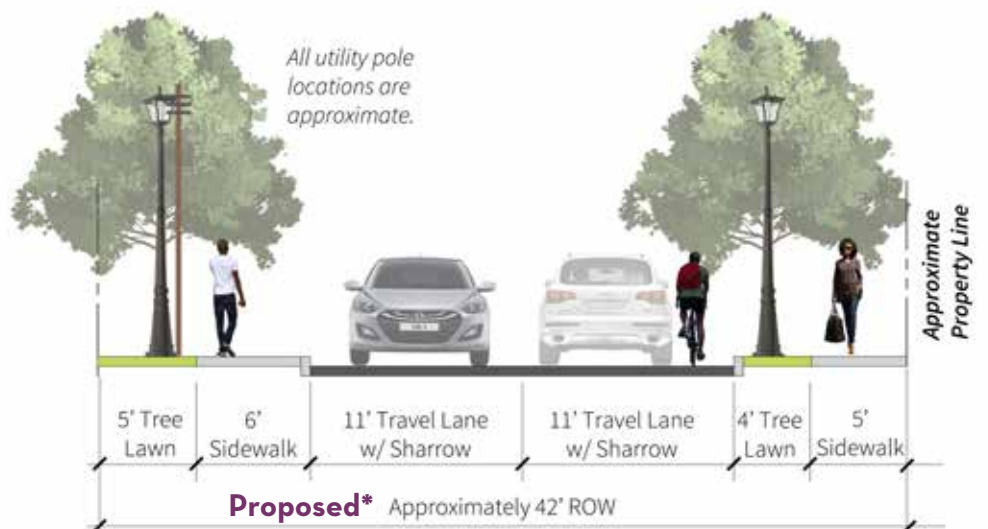 All utility pole
locations are
approximate.
Approximate
Property Line
5’ Tree
Lawn
6’
Sidewalk
11’ Travel Lane
w/ Sharrow
11’ Travel Lane
w/ Sharrow
4’ Tree
Lawn
5’
Sidewalk
Proposed* Approximately 42’ ROW